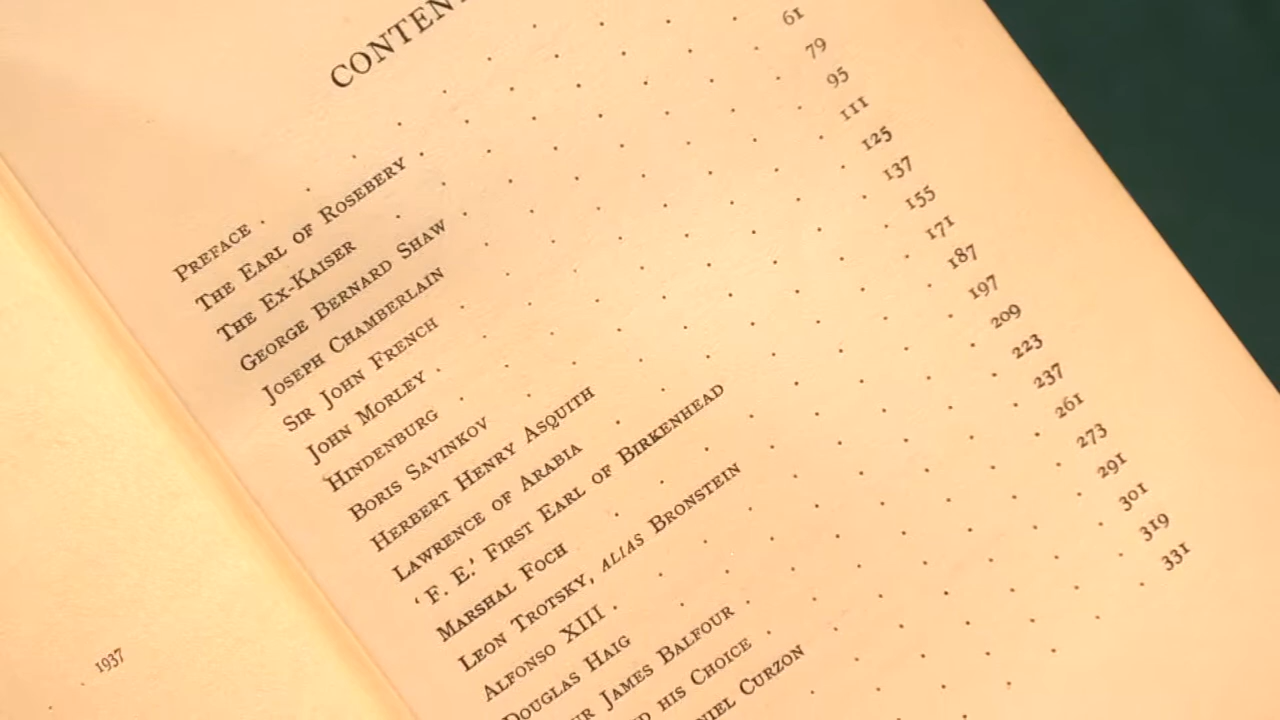 CONTEN
PREFACE
THE EARL OF ROSEBERY
THE EX-KAISER
GEORGE BERNARD SHAW
JOSEPH CHAMBERLAIN 61
SIR JOHN FRENCH 79
JOHN MORLEY 95
HINDENBURG 111
BORIS SAVINKOV 125
HERBERT HENRY ASQUITH 137
LAWRENCE OF ARABIA 155
'F. E.' FIRST EARL OF BIRKENHEAD 171
MARSHAL FOCH 187
LEON TROTSKY, ALIAS BRONSTEIN 197
ALFONSO XIII 209
DOUGLAS HAIG 223
UR JAMES BALFOUR 237
D HIS CHOICE 261
NIEL CURZON 273
291
301
319
331
1937